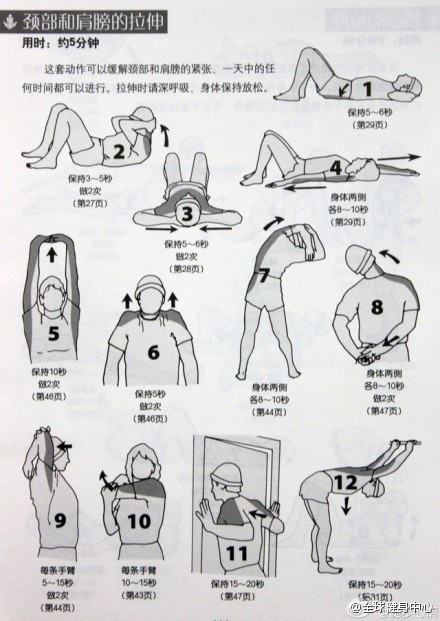 颈部和肩膀的拉伸
用时：约5分钟
这套动作可以缓解颈部和肩膀的紧张，一天中的任
何时间都可以进行。拉伸时请深呼吸，身体保持放松。
1
保持5～6秒
(第29页)
2
保持3～5秒
做2次
(第27页)
3
保持5～6秒
做2次
(第28页)
4
身体两侧
各8～10秒
(第29页)
5
保持10秒
做2次
(第46页)
6
保持5秒
做2次
(第46页)
7
身体两侧
各8～10秒
(第44页)
8
身体两侧
各8～10秒
做2次
(第47页)
9
每条手臂
5～15秒
做2次
(第44页)
10
每条手臂
10～15秒
(第43页)
11
保持15～20秒
(第47页)
12
保持15～20秒
(第31页)
@全球健身中心